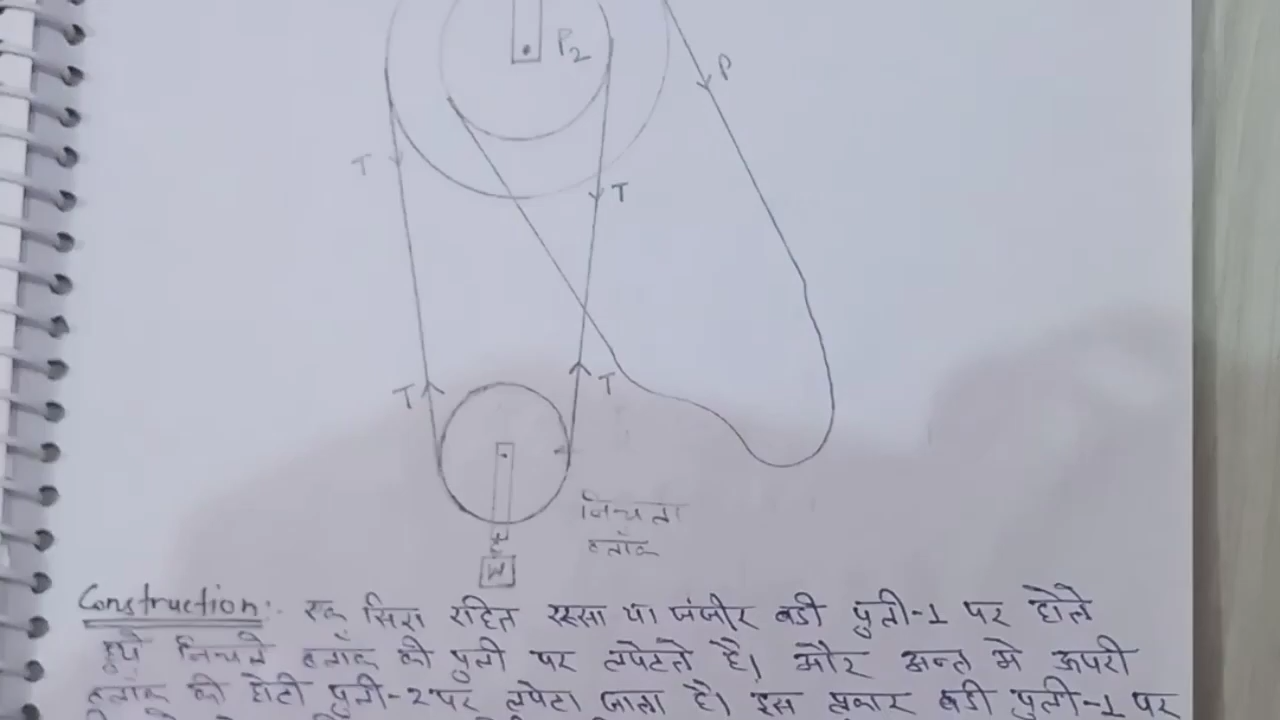 P₂
P
T
T
T
T
निचला
ब्लॉक
W
Construction:- एक सिरा रहित रस्सा या जंजीर बडी पुली-1 पर होते
हुये निचले ब्लॉक की पुली पर लपेटते है। और अन्त मे ऊपरी
ब्लॉक की छोटी पुली-2 पर लपेटा जाता है। इस प्रकार बडी पुली-1 पर